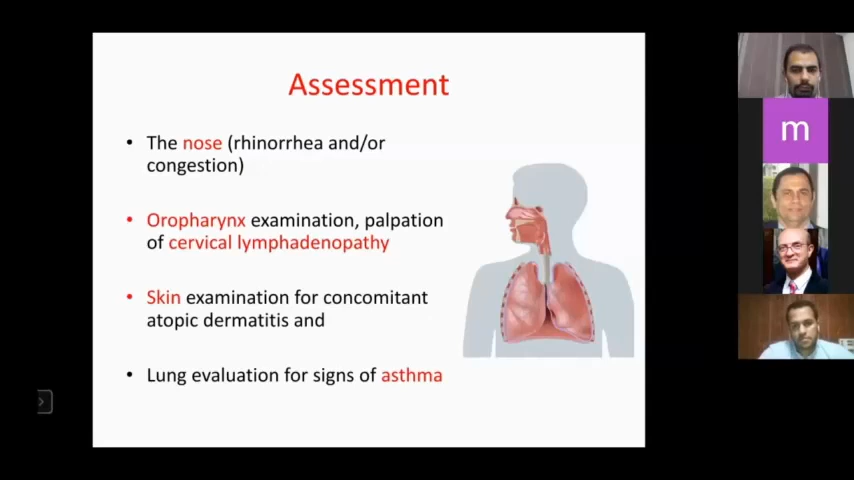 Assessment
• The nose (rhinorrhea and/or
congestion)
• Oropharynx examination, palpation
of cervical lymphadenopathy
• Skin examination for concomitant
atopic dermatitis and
• Lung evaluation for signs of asthma
m